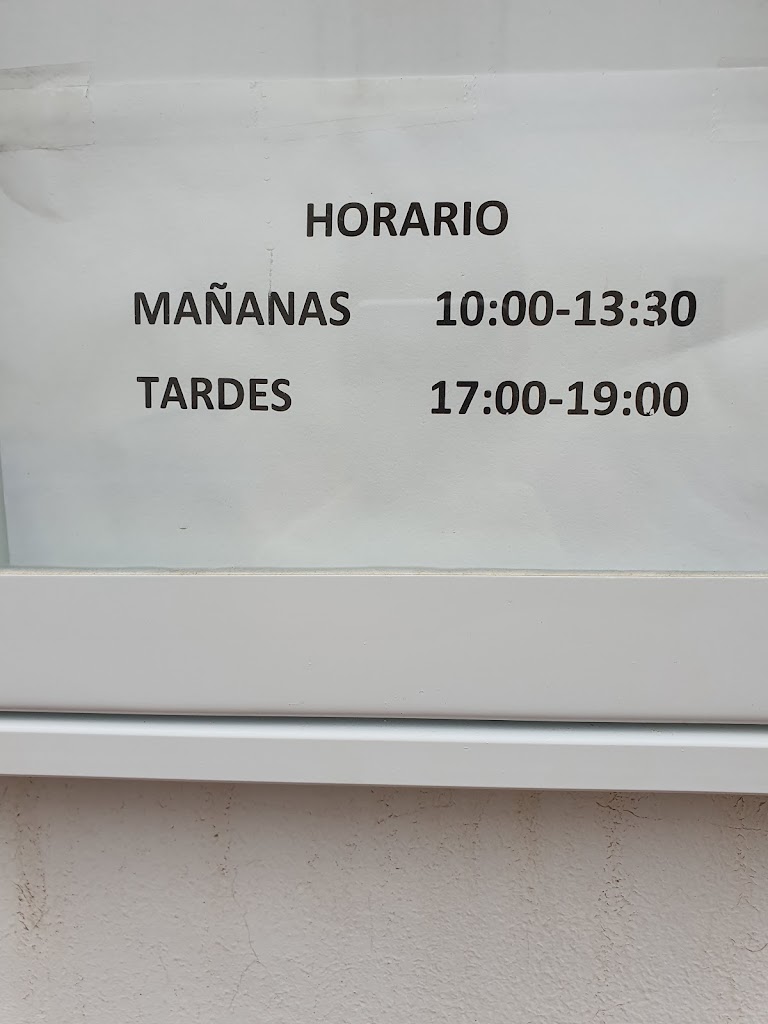 HORARIO
MAÑANAS 10:00-13:30
TARDES 17:00-19:00